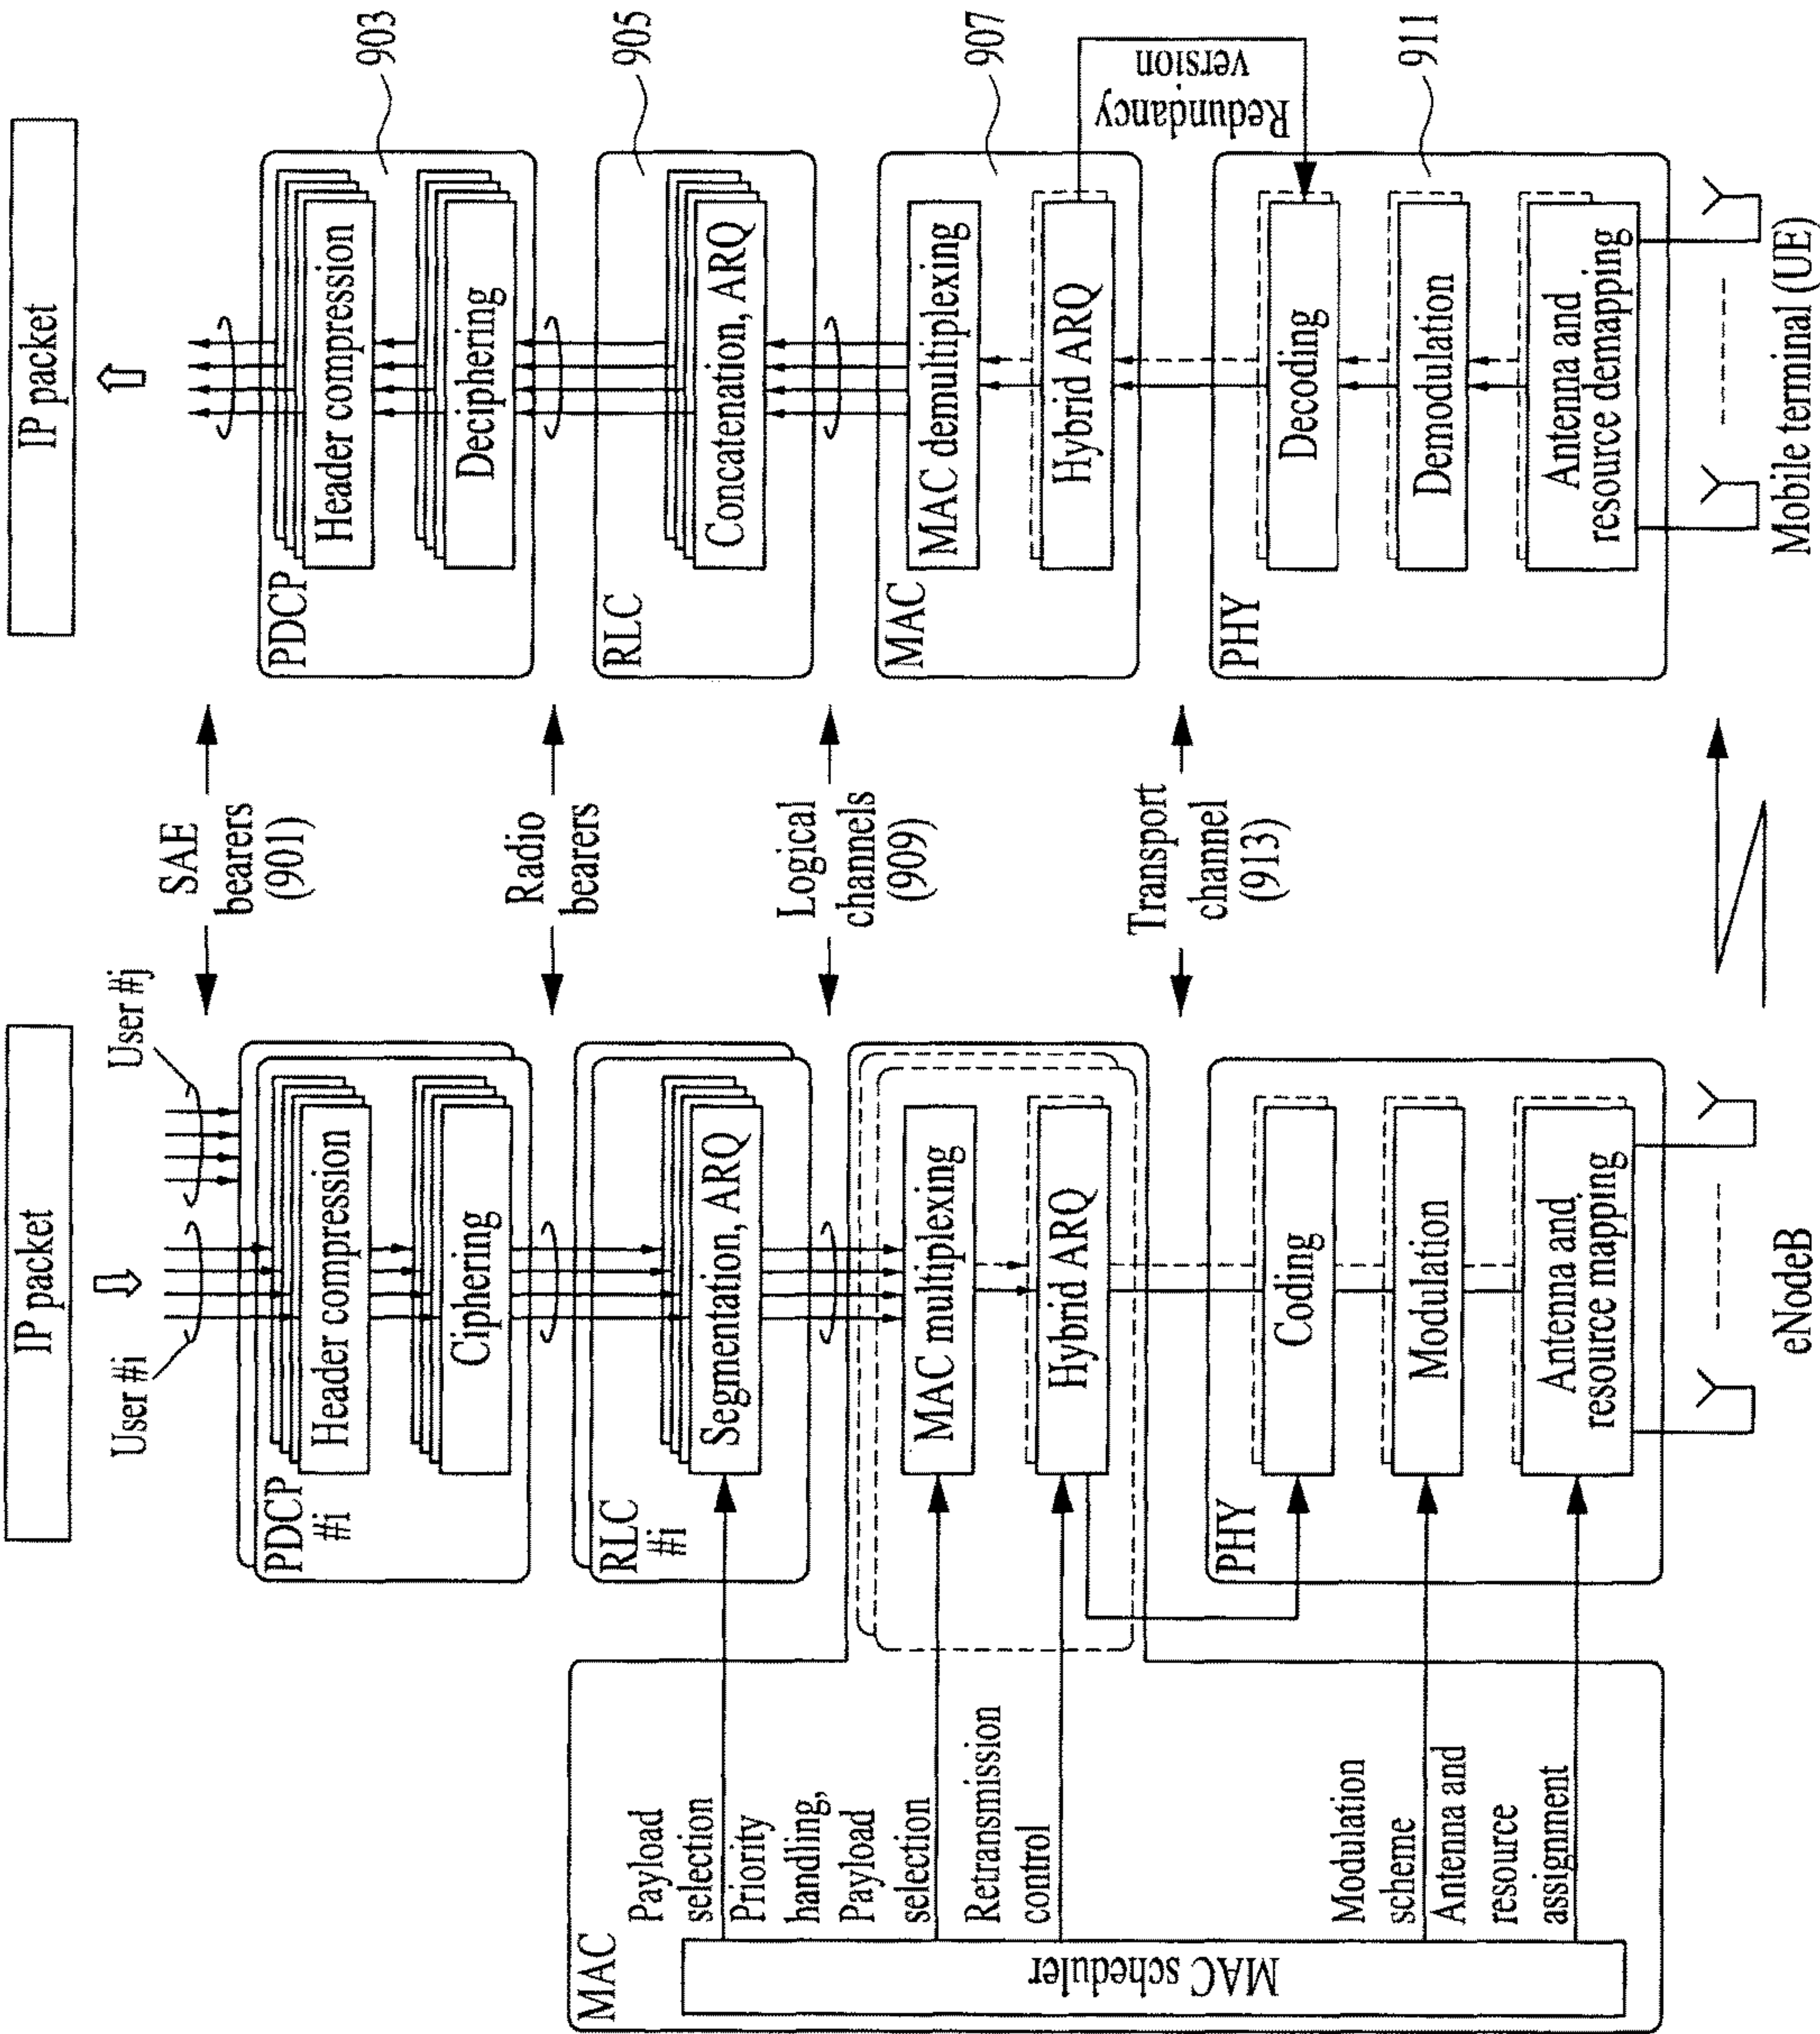 IP packet
User #i
User #j
PDCP
#i
Header compression
Ciphering
RLC
#i
Segmentation, ARQ
MAC
MAC scheduler
Payload
selection
Priority
handling,
Payload
selection
Retransmission
control
Modulation
scheme
Antenna and
resource
assignment
MAC multiplexing
Hybrid ARQ
PHY
Coding
Modulation
Antenna and
resource mapping
eNodeB
SAE
bearers
(901)
Radio
bearers
Logical
channels
(909)
Transport
channel
(913)
IP packet
PDCP
903
Header compression
Deciphering
RLC
905
Concatenation, ARQ
MAC
907
MAC demultiplexing
Hybrid ARQ
Redundancy
version
PHY
911
Decoding
Demodulation
Antenna and
resource demapping
Mobile terminal (UE)